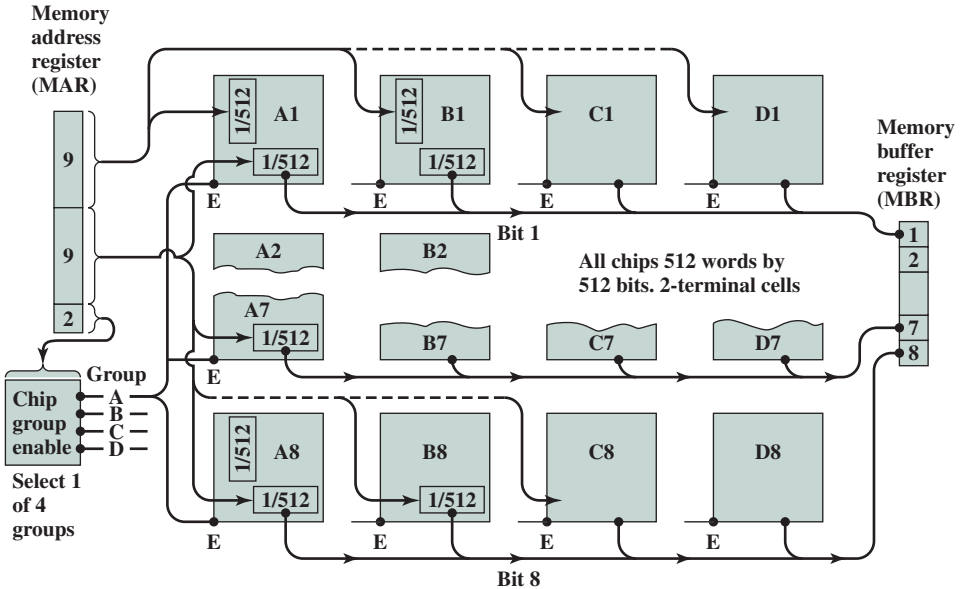 Memory
address
register
(MAR)
9
9
2
Chip
group
enable
Select 1
of 4
groups
Group
A
B
C
D
1/512
A1
1/512
E
1/512
B1
1/512
E
C1
E
D1
E
Bit 1
A2
B2
All chips 512 words by
512 bits. 2-terminal cells
A7
1/512
E
B7
C7
D7
1/512
A8
1/512
E
B8
1/512
E
C8
E
D8
E
Bit 8
Memory
buffer
register
(MBR)
1
2
7
8